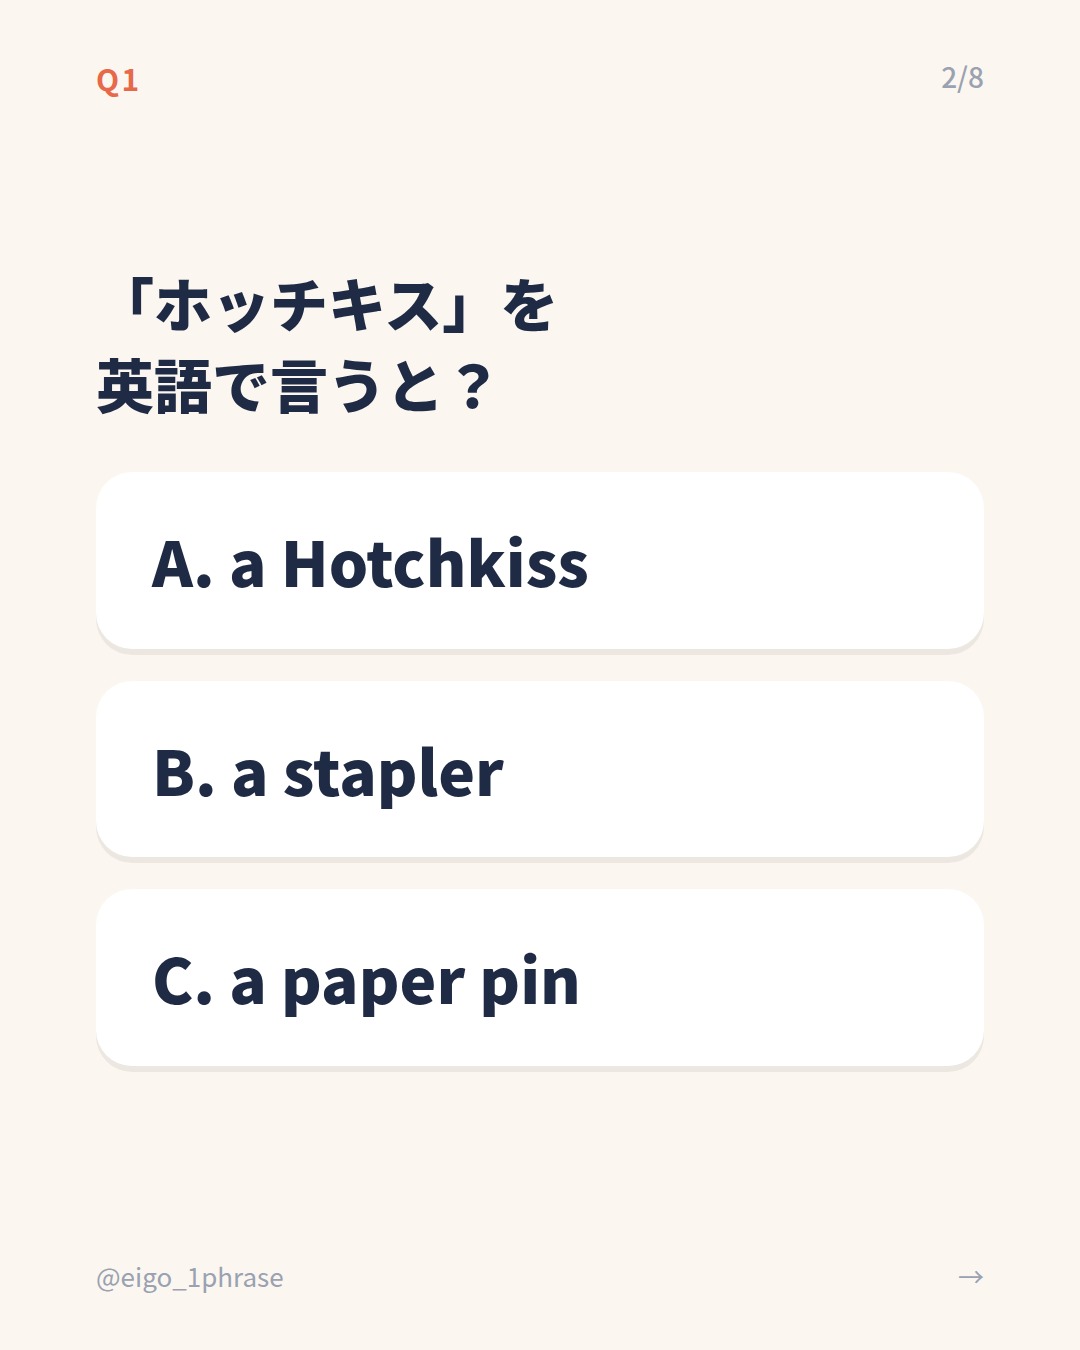 Q1
2/8
「ホッチキス」を
英語で言うと？
A. a Hotchkiss
B. a stapler
C. a paper pin
@eigo_1phrase
→